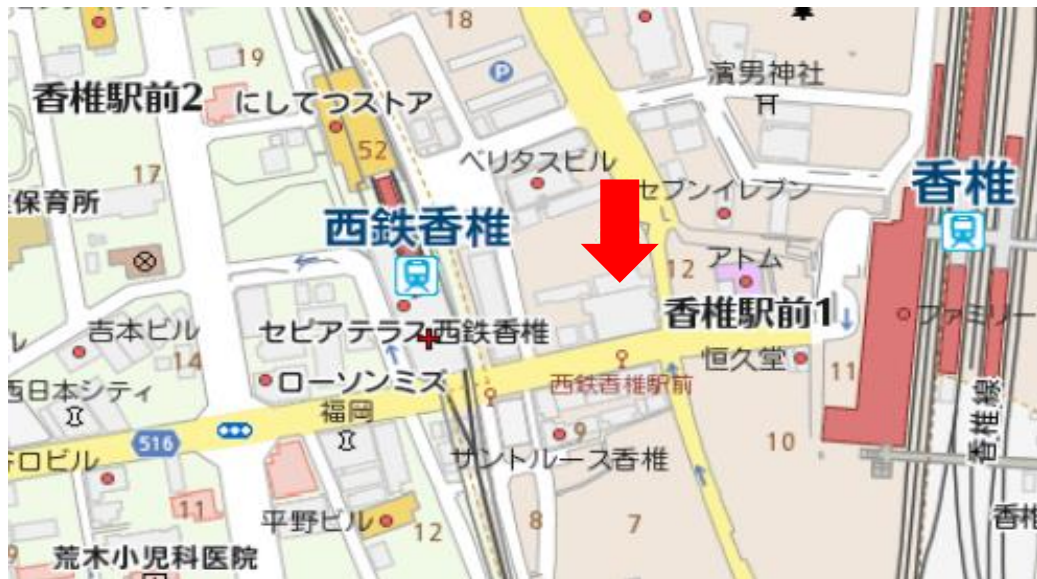 18
19
濱男神社
香椎駅前2
にしてつストア
52
ベリタスビル
17
保育所
セブンイレブン
香椎
西鉄香椎
12
アトム
香椎駅前1
ファミリー
吉本ビル
セピアテラス西鉄香椎
14
恒久堂
11
西日本シティ
ローソンミズ
西鉄香椎駅前
福岡
香椎線
516
9
10
谷口ビル
サントルース香椎
11
平野ビル
12
8
7
香椎
荒木小児科医院